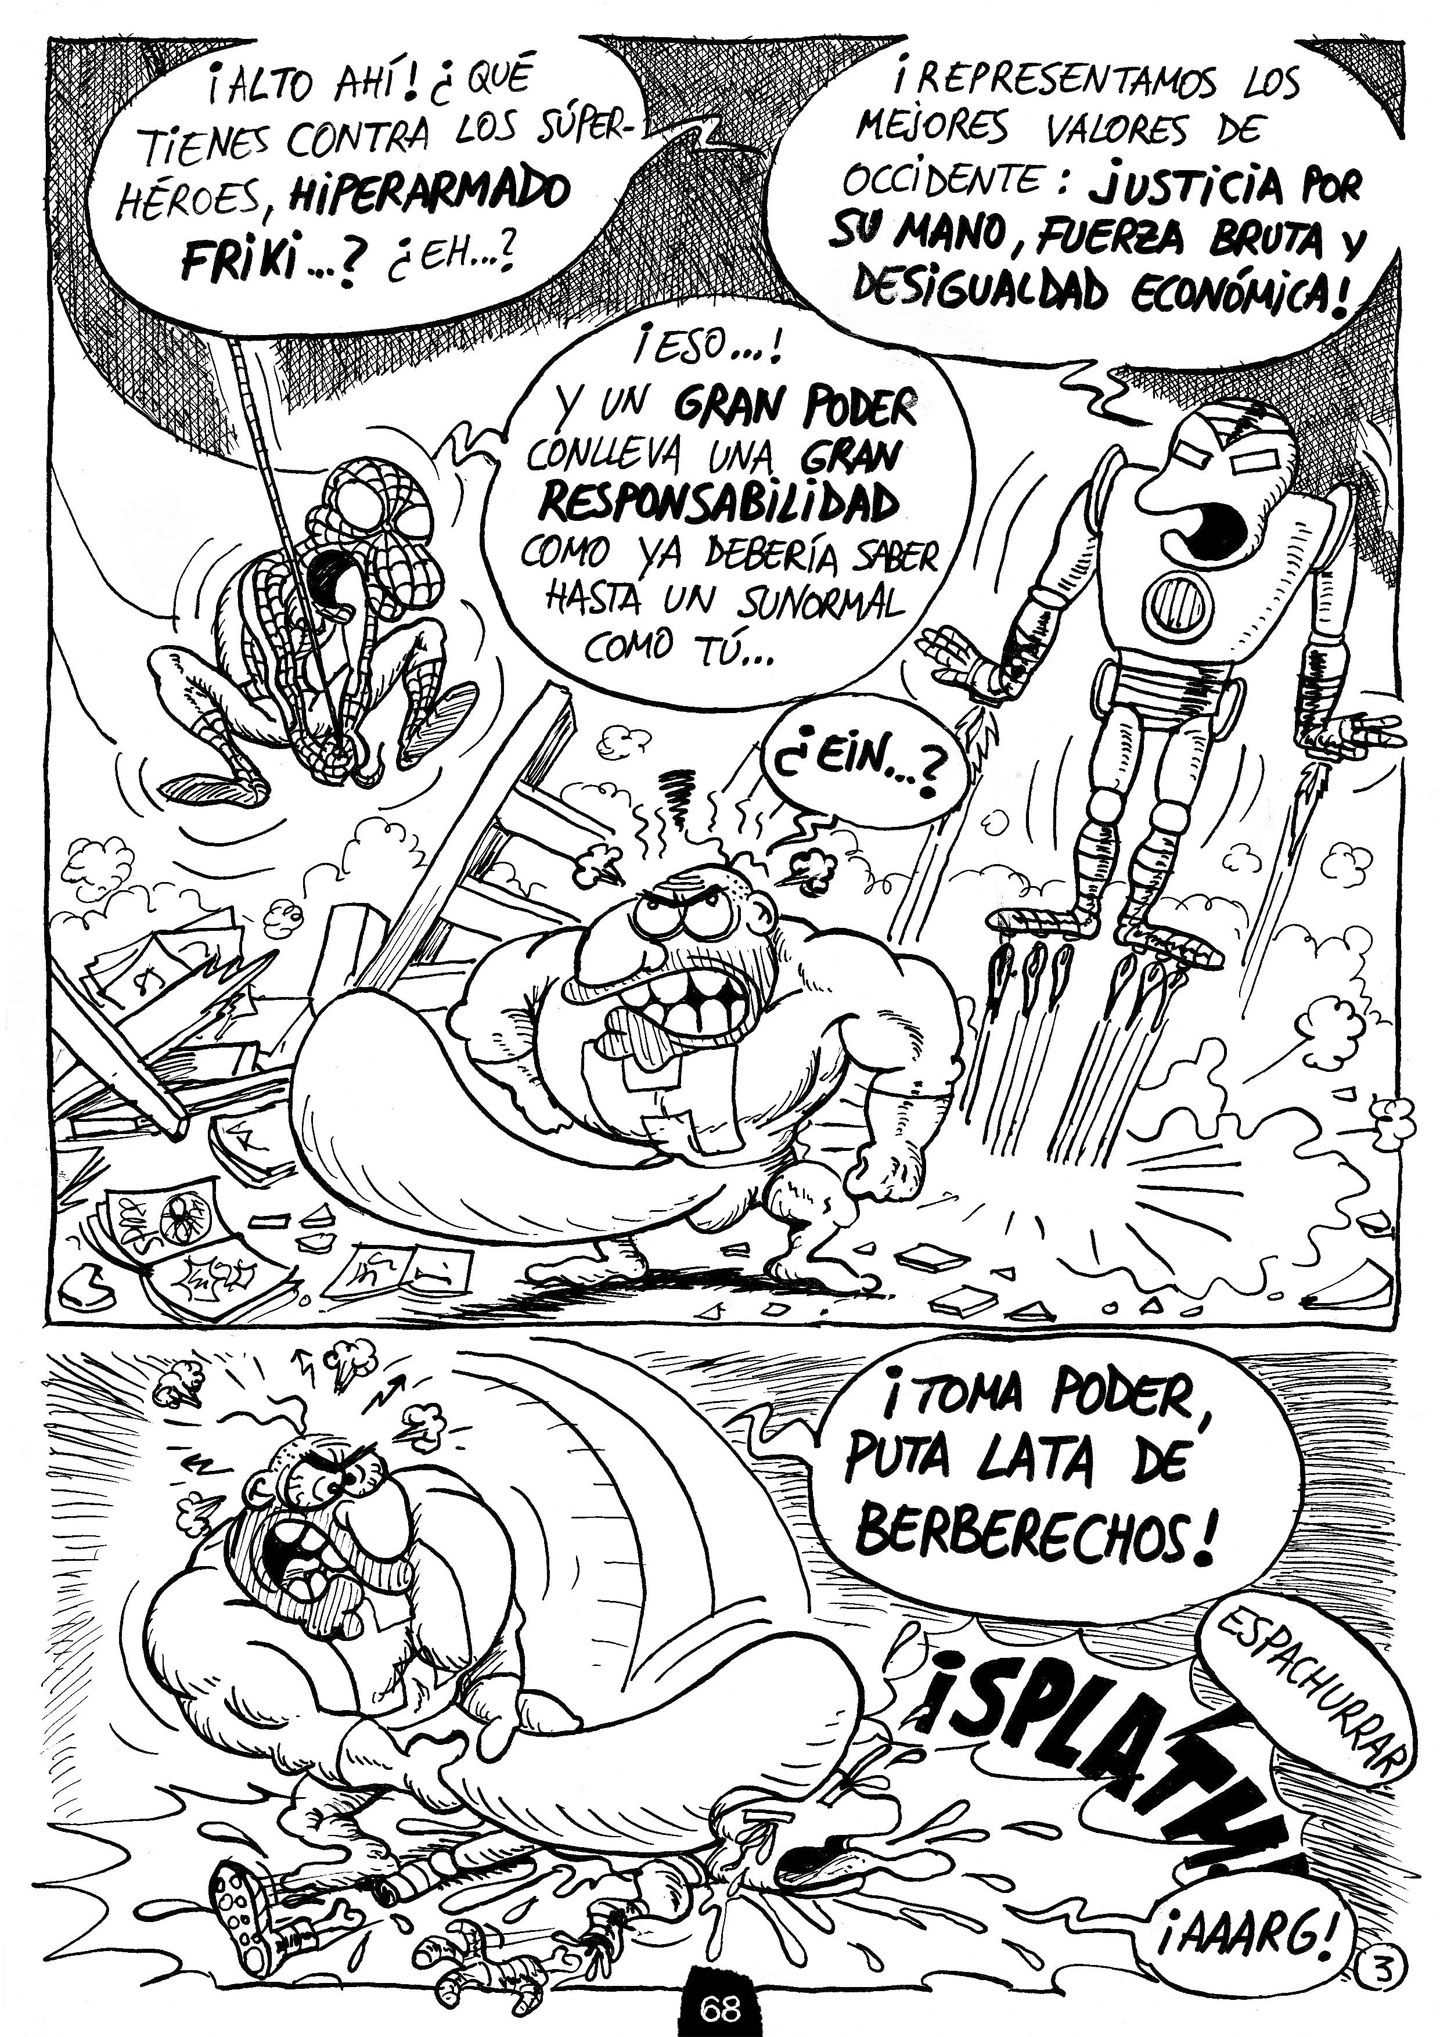 ¡ALTO AHÍ! ¿QUÉ
TIENES CONTRA LOS SÚPER-
HÉROES, HIPERARMADO
FRIKI...? ¿EH...?
¡REPRESENTAMOS LOS
MEJORES VALORES DE
OCCIDENTE: JUSTICIA POR
SU MANO, FUERZA BRUTA Y
DESIGUALDAD ECONÓMICA!
¡ESO...!
Y UN GRAN PODER
CONLLEVA UNA GRAN
RESPONSABILIDAD
COMO YA DEBERÍA SABER
HASTA UN SUNORMAL
COMO TÚ...
¿EIN...?
¡TOMA PODER,
PUTA LATA DE
BERBERECHOS!
ESPACHURRAR
¡SPLATH!
¡AAARG!
3
68